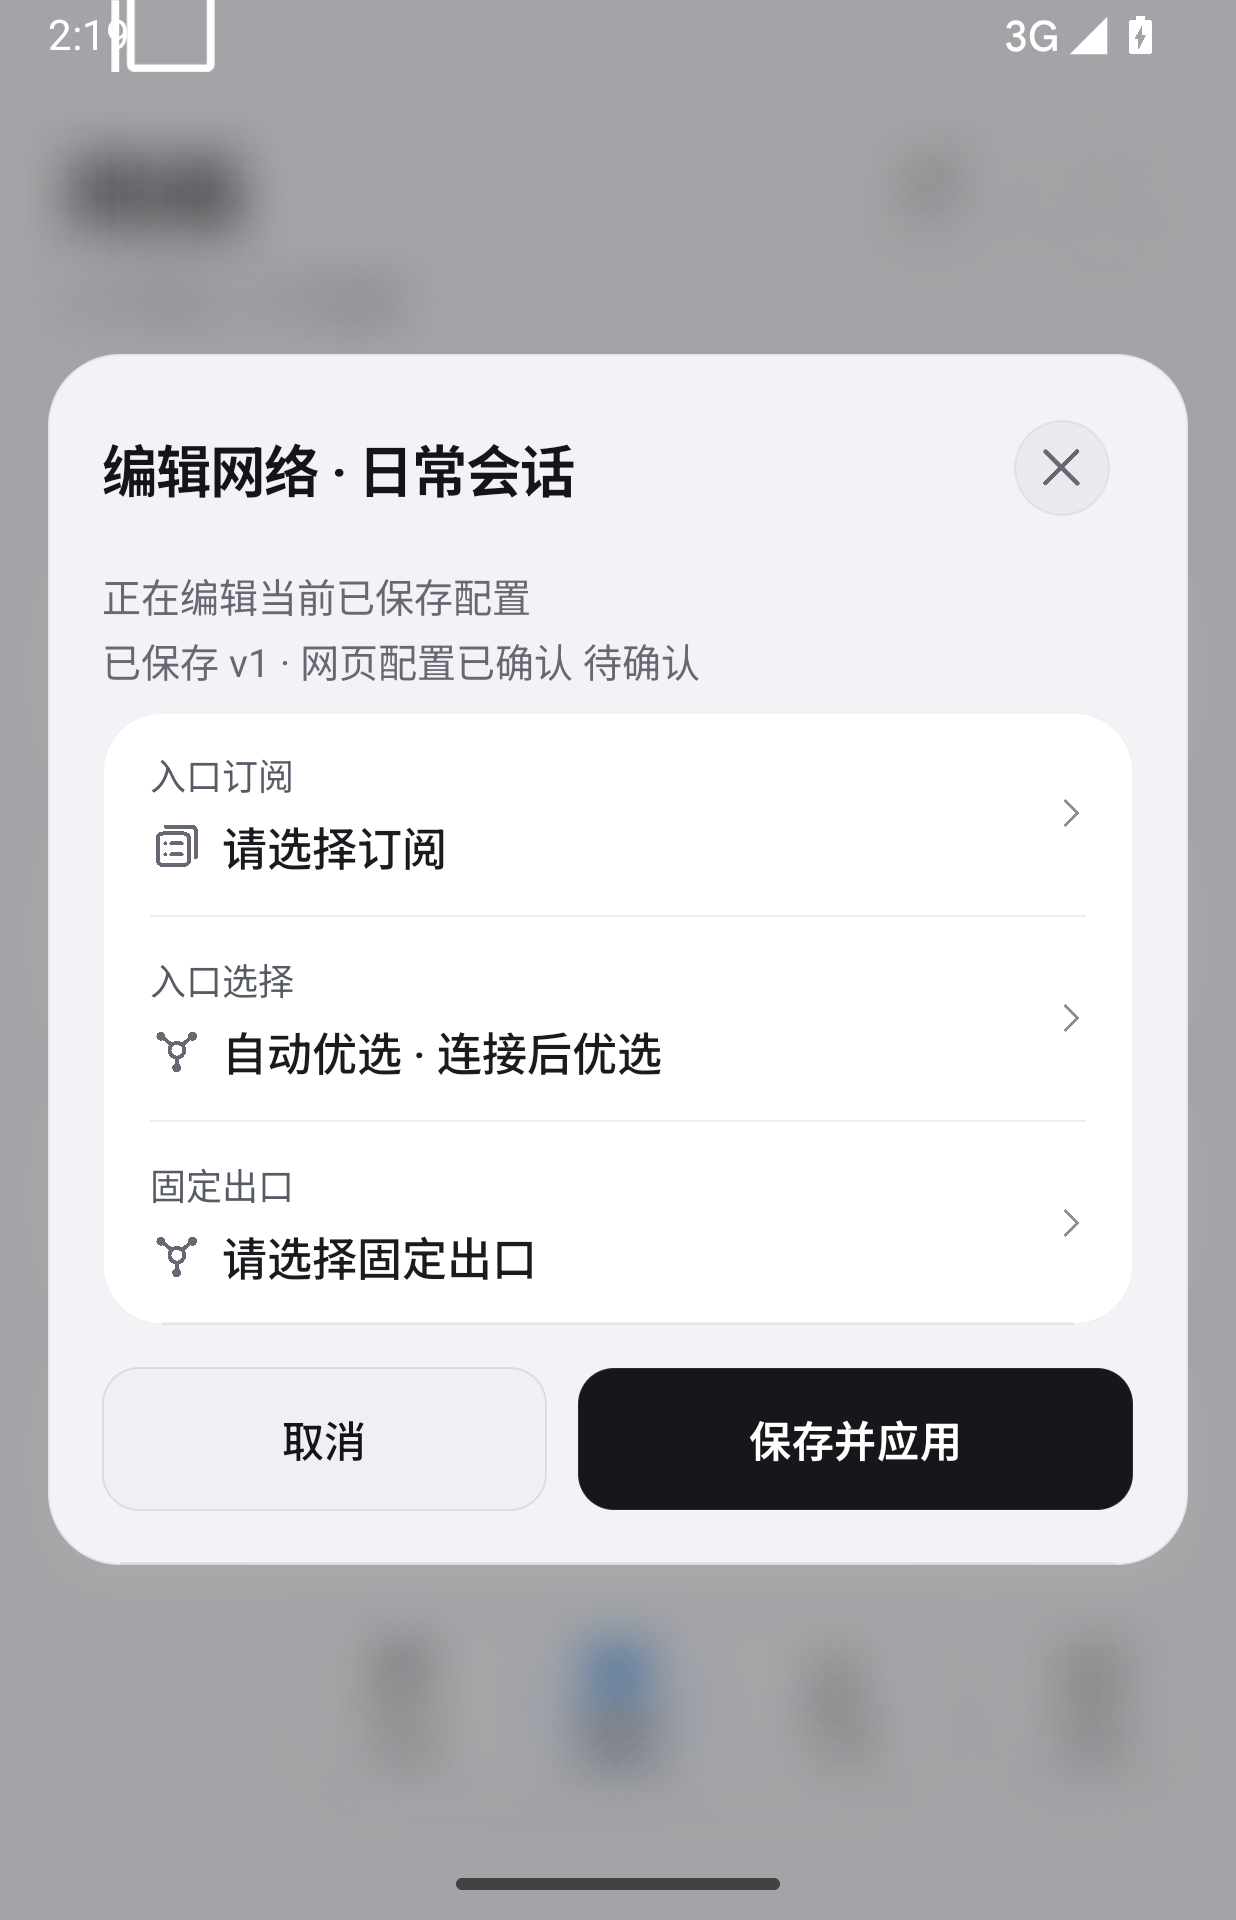 2:19
3G
编辑网络 · 日常会话
正在编辑当前已保存配置
已保存 v1 · 网页配置已确认 待确认
入口订阅
请选择订阅
入口选择
自动优选 · 连接后优选
固定出口
请选择固定出口
取消
保存并应用